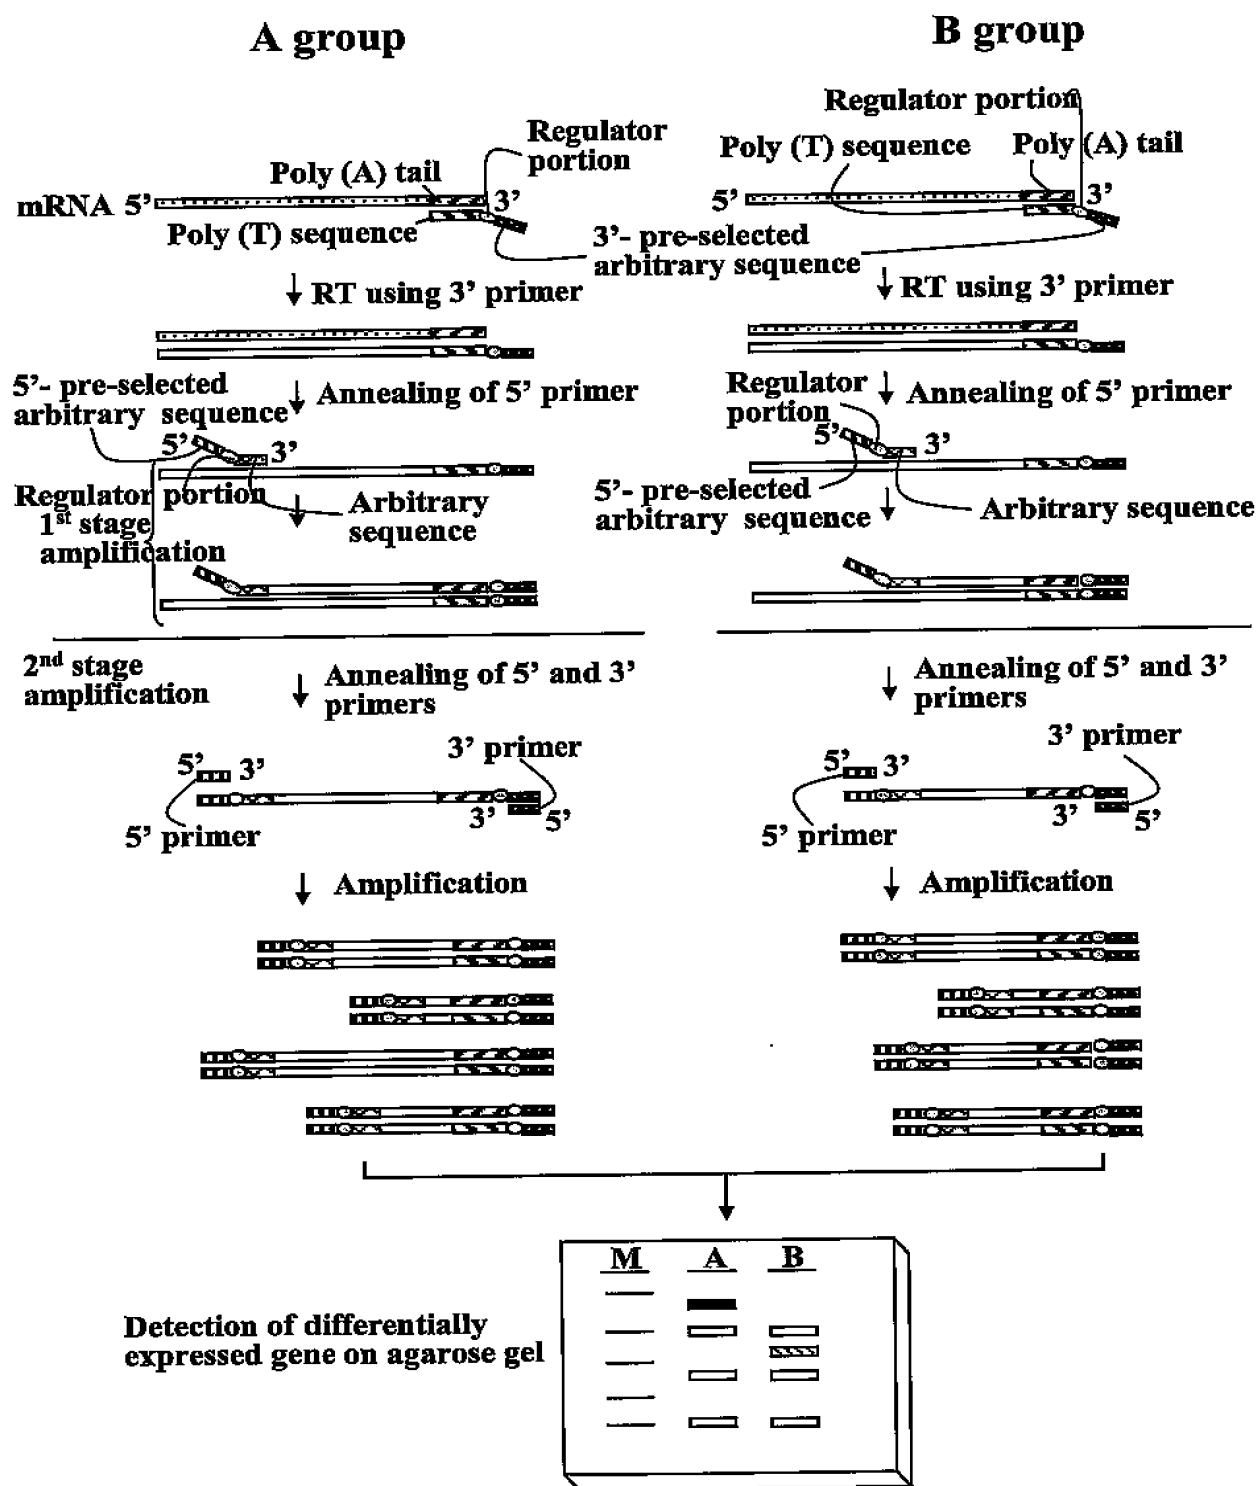 A group
B group
Regulator portion
Regulator
portion
Poly (A) tail
Poly (T) sequence
Poly (A) tail
mRNA 5’
3’
5’
3’
Poly (T) sequence
3’- pre-selected
arbitrary sequence
RT using 3’ primer
RT using 3’ primer
5’- pre-selected
arbitrary sequence
Annealing of 5’ primer
Regulator
portion
Annealing of 5’ primer
5’
3’
5’
3’
Regulator portion
1st stage
amplification
Arbitrary
sequence
5’- pre-selected
arbitrary sequence
Arbitrary sequence
2nd stage
amplification
Annealing of 5’ and 3’
primers
Annealing of 5’ and 3’
primers
3’ primer
3’ primer
5’
3’
5’
3’
3’
5’
3’
5’
5’ primer
5’ primer
Amplification
Amplification
M
A
B
Detection of differentially
expressed gene on agarose gel